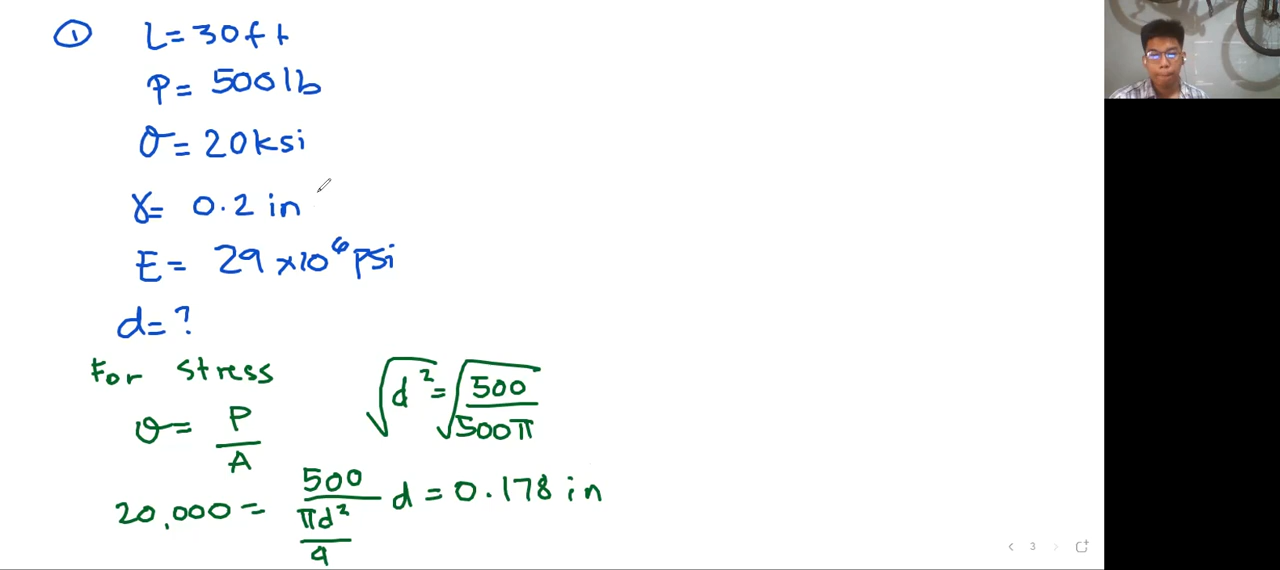 ① L = 30 ft
P = 500 lb
σ = 20 ksi
γ = 0.2 in
E = 29 × 10⁶ psi
d = ?
For stress
σ = P/A
20,000 = 500/(πd²/4)
√d² = √(500/500π)
d = 0.178 in
3